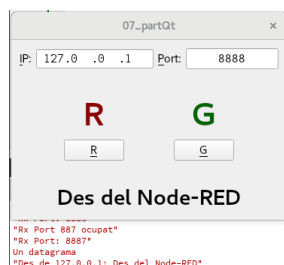 07_partQt ×
IP: 127.0 .0 .1 Port: 8888
R G
R G
Des del Node-RED
"Rx Port 887 ocupat"
"Rx Port: 8887"
Un datagrama
"Des de 127.0.0.1: Des del Node-RED"